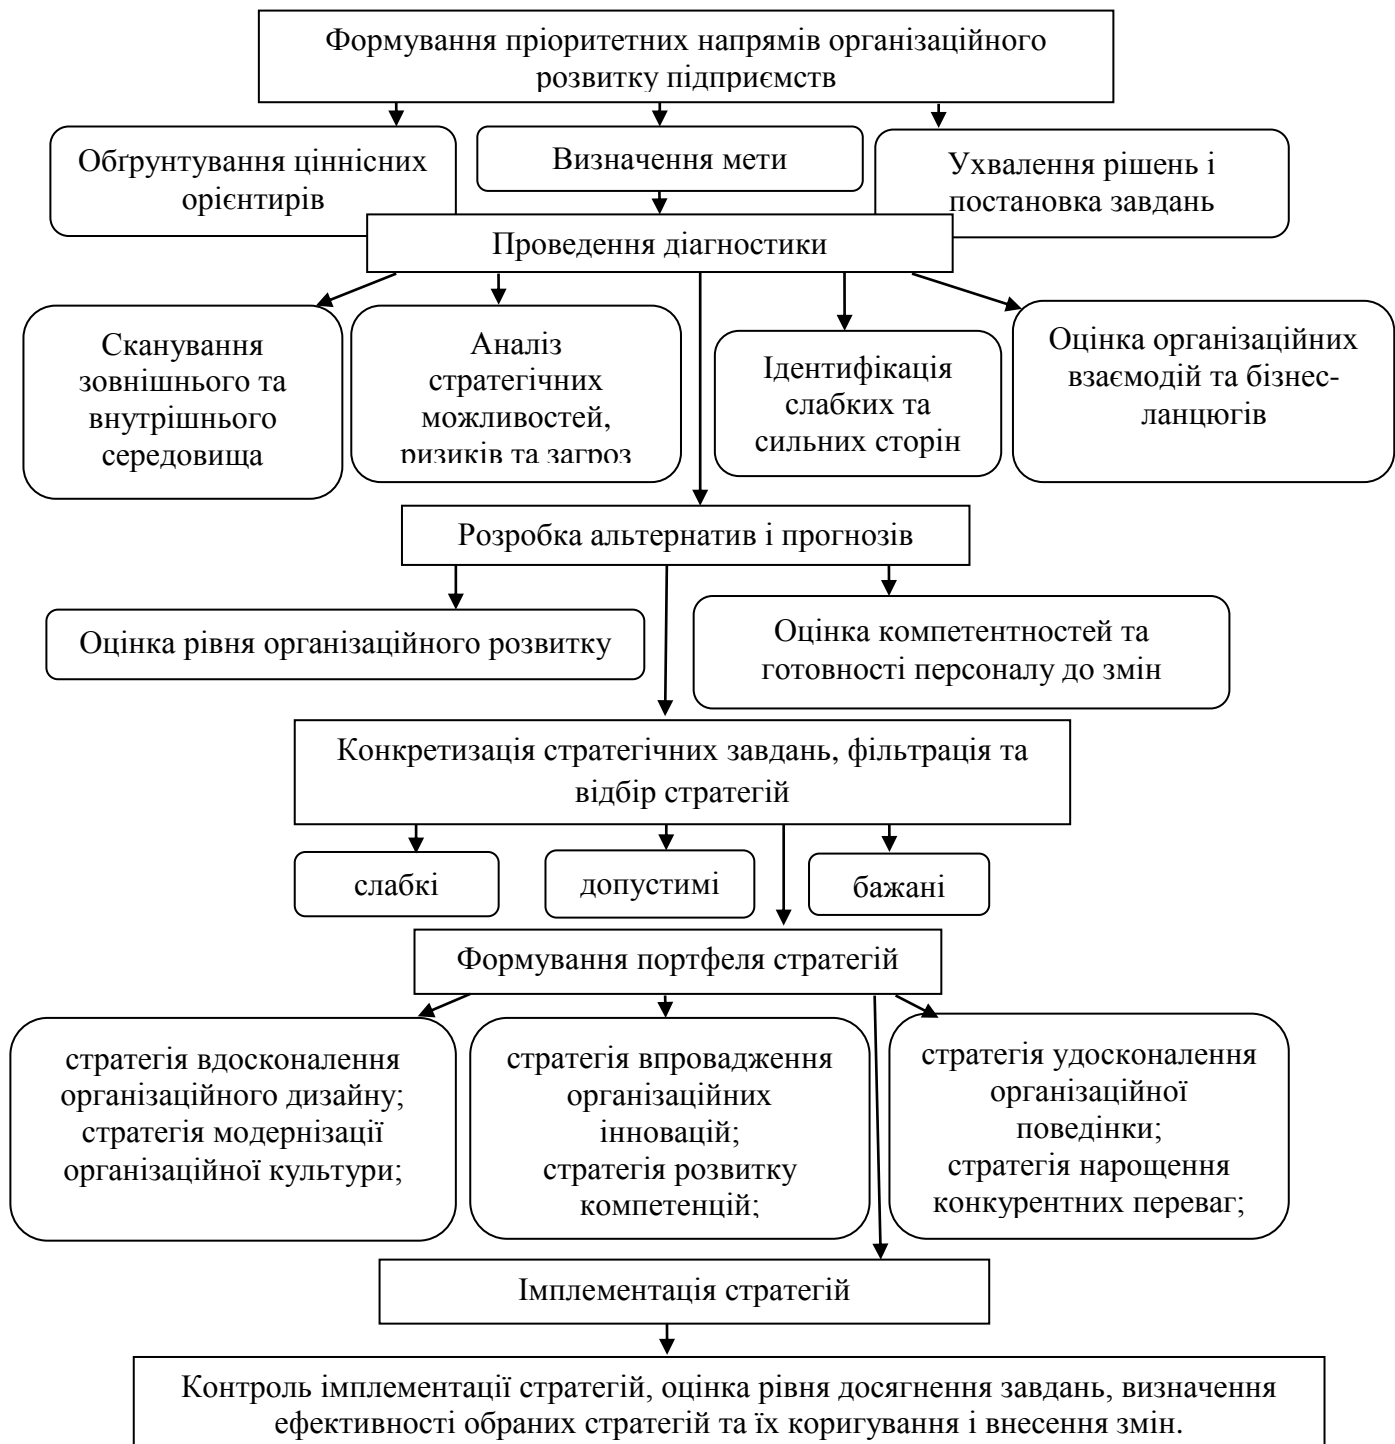 Формування пріоритетних напрямів організаційного
розвитку підприємств
Обґрунтування ціннісних
орієнтирів
Визначення мети
Ухвалення рішень і
постановка завдань
Проведення діагностики
Сканування
зовнішнього та
внутрішнього
середовища
Аналіз
стратегічних
можливостей,
ризиків та загроз
Ідентифікація
слабких та
сильних сторін
Оцінка організаційних
взаємодій та бізнес-
ланцюгів
Розробка альтернатив і прогнозів
Оцінка рівня організаційного розвитку
Оцінка компетентностей та
готовності персоналу до змін
Конкретизація стратегічних завдань, фільтрація та
відбір стратегій
слабкі
допустимі
бажані
Формування портфеля стратегій
стратегія вдосконалення
організаційного дизайну;
стратегія модернізації
організаційної культури;
стратегія впровадження
організаційних
інновацій;
стратегія розвитку
компетенцій;
стратегія удосконалення
організаційної
поведінки;
стратегія нарощення
конкурентних переваг;
Імплементація стратегій
Контроль імплементації стратегій, оцінка рівня досягнення завдань, визначення
ефективності обраних стратегій та їх коригування і внесення змін.